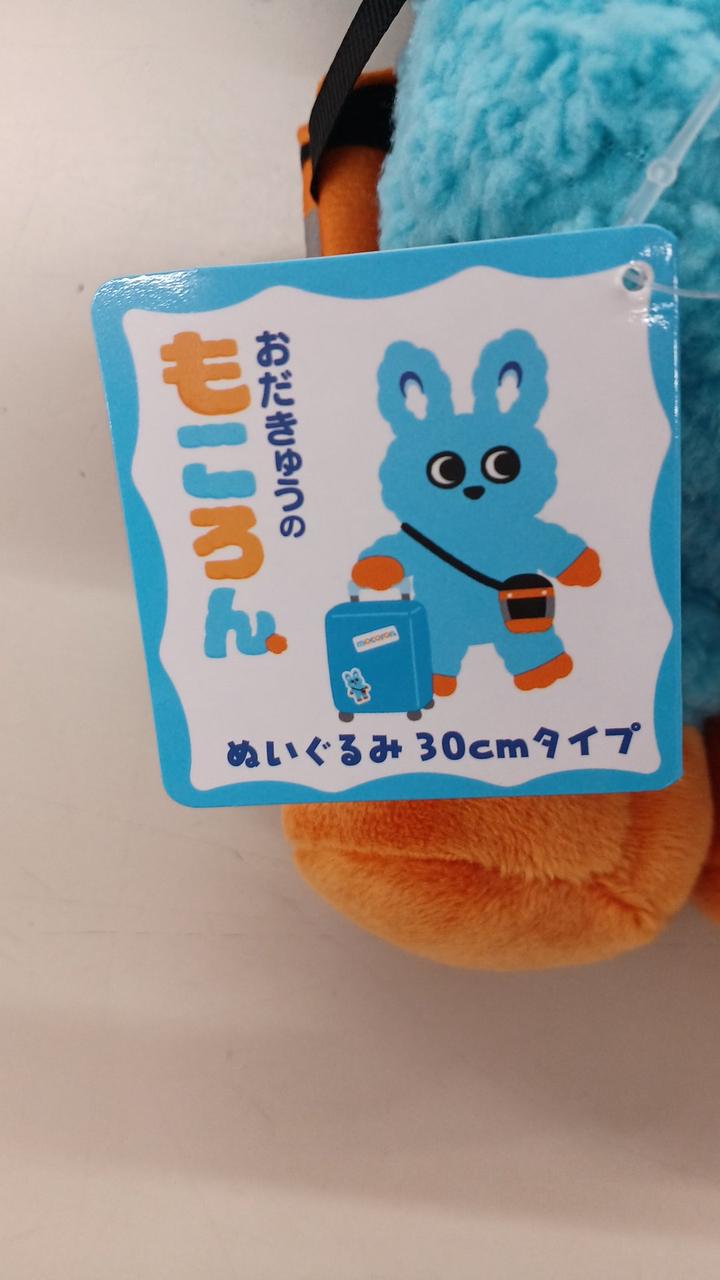 おだきゅうの
もころん
mocoron
ぬいぐるみ 30cmタイプ